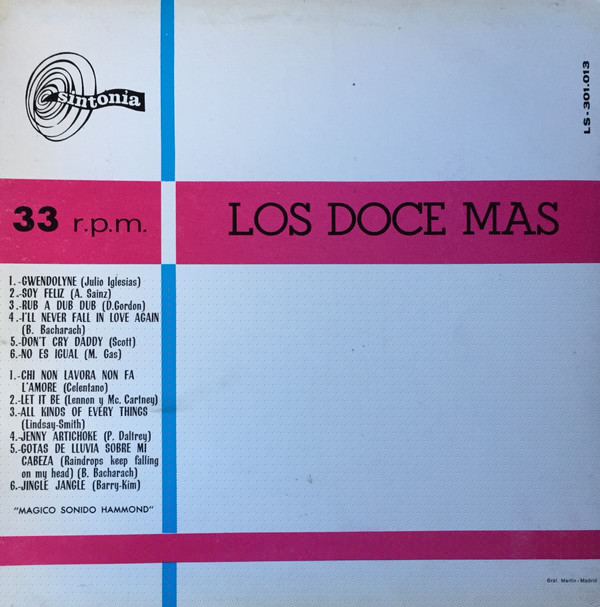 sintonia
LS-301.013
33 r.p.m.
LOS DOCE MAS
1.-GWENDOLYNE (Julio Iglesias)
2.-SOY FELIZ (A. Sainz)
3.-RUB A DUB DUB (D.Gordon)
4.-I'LL NEVER FALL IN LOVE AGAIN
(B. Bacharach)
5.-DON'T CRY DADDY (Scott)
6.-NO ES IGUAL (M. Gas)
1.-CHI NON LAVORA NON FA
L'AMORE (Celentano)
2.-LET IT BE (Lennon y Mc. Cartney)
3.-ALL KINDS OF EVERY THINGS
(Lindsay-Smith)
4.-JENNY ARTICHOKE (P. Daltrey)
5.-GOTAS DE LLUVIA SOBRE MI
CABEZA (Raindrops keep falling
on my head) (B. Bacharach)
6.-JINGLE JANGLE (Barry-Kim)
"MAGICO SONIDO HAMMOND"
Gráf. Martín - Madrid